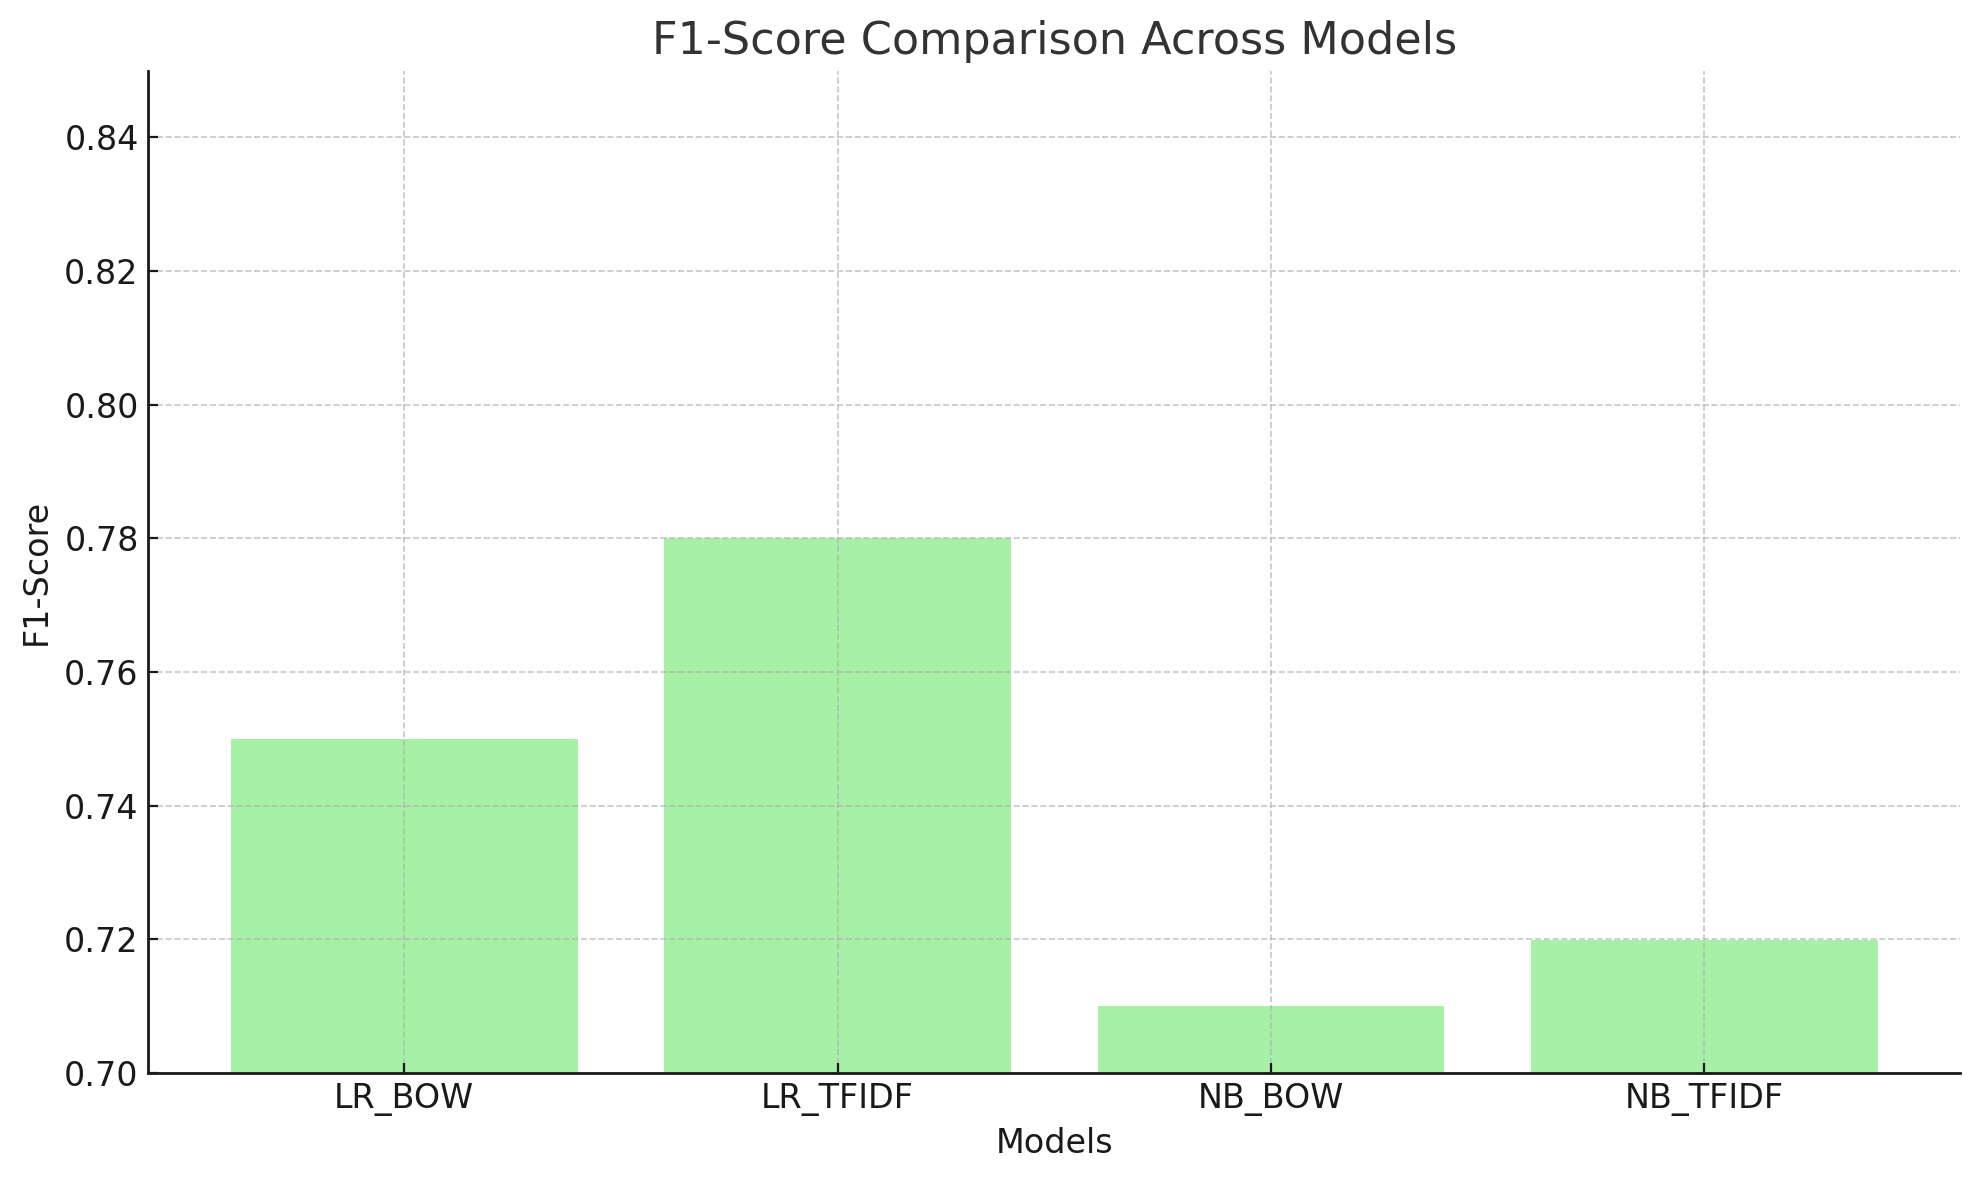 F1-Score Comparison Across Models
0.84
0.82
0.80
0.78
0.76
0.74
0.72
0.70
F1-Score
LR_BOW
LR_TFIDF
NB_BOW
NB_TFIDF
Models